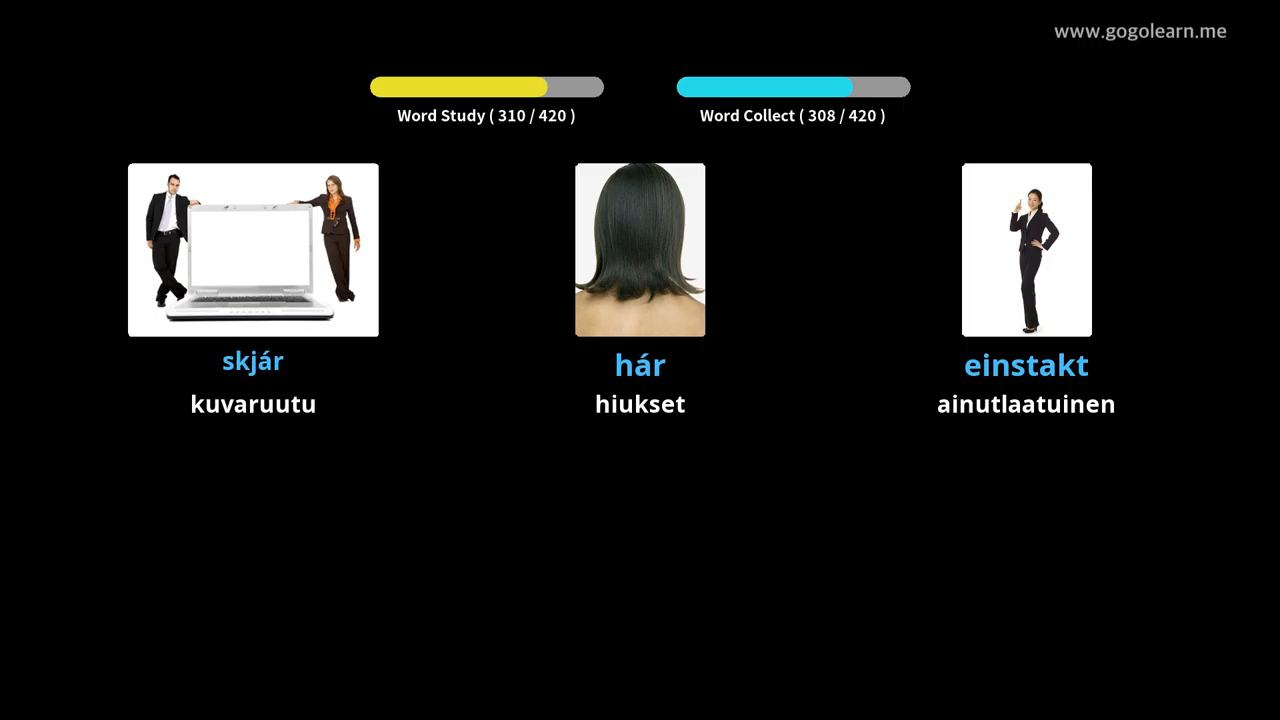 www.gogolearn.me
Word Study ( 310 / 420 )
Word Collect ( 308 / 420 )
skjár
hár
einstakt
kuvaruutu
hiukset
ainutlaatuinen